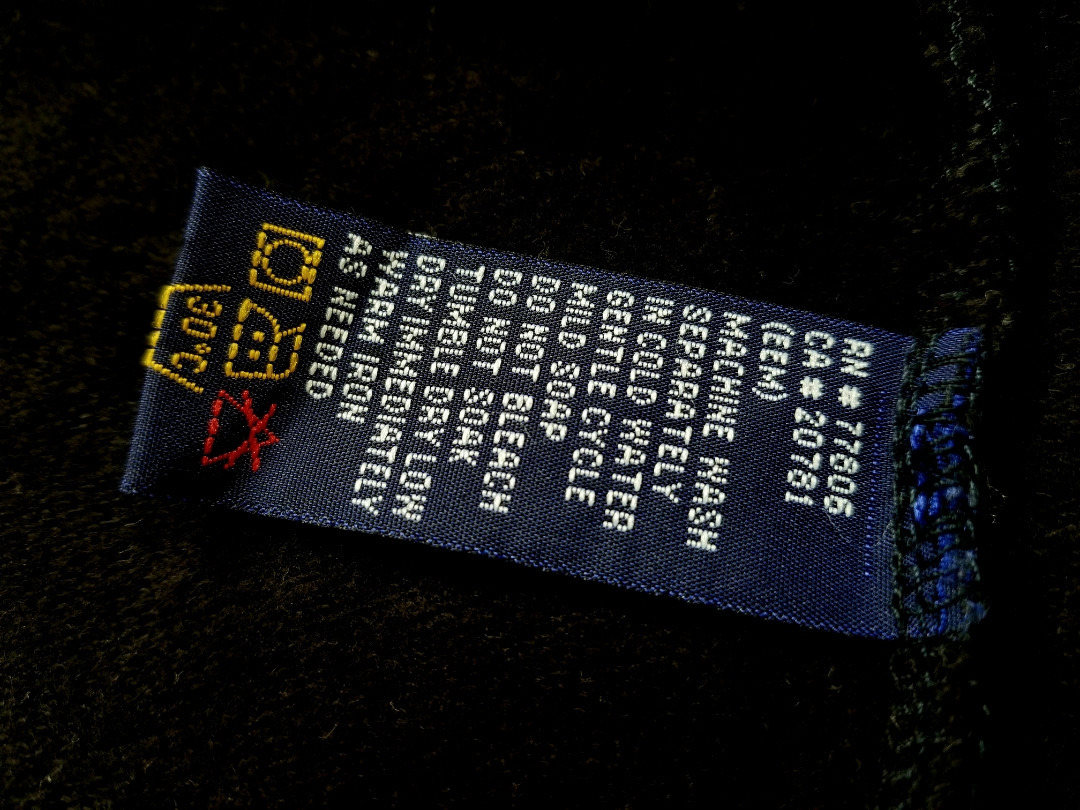 RN # 77806
CA # 20781
(EEM)
MACHINE WASH
SEPARATELY
IN COLD WATER
GENTLE CYCLE
MILD SOAP
DO NOT BLEACH
DO NOT SOAK
TUMBLE DRY LOW
DRY IMMEDIATELY
WARM IRON
AS NEEDED
30°C